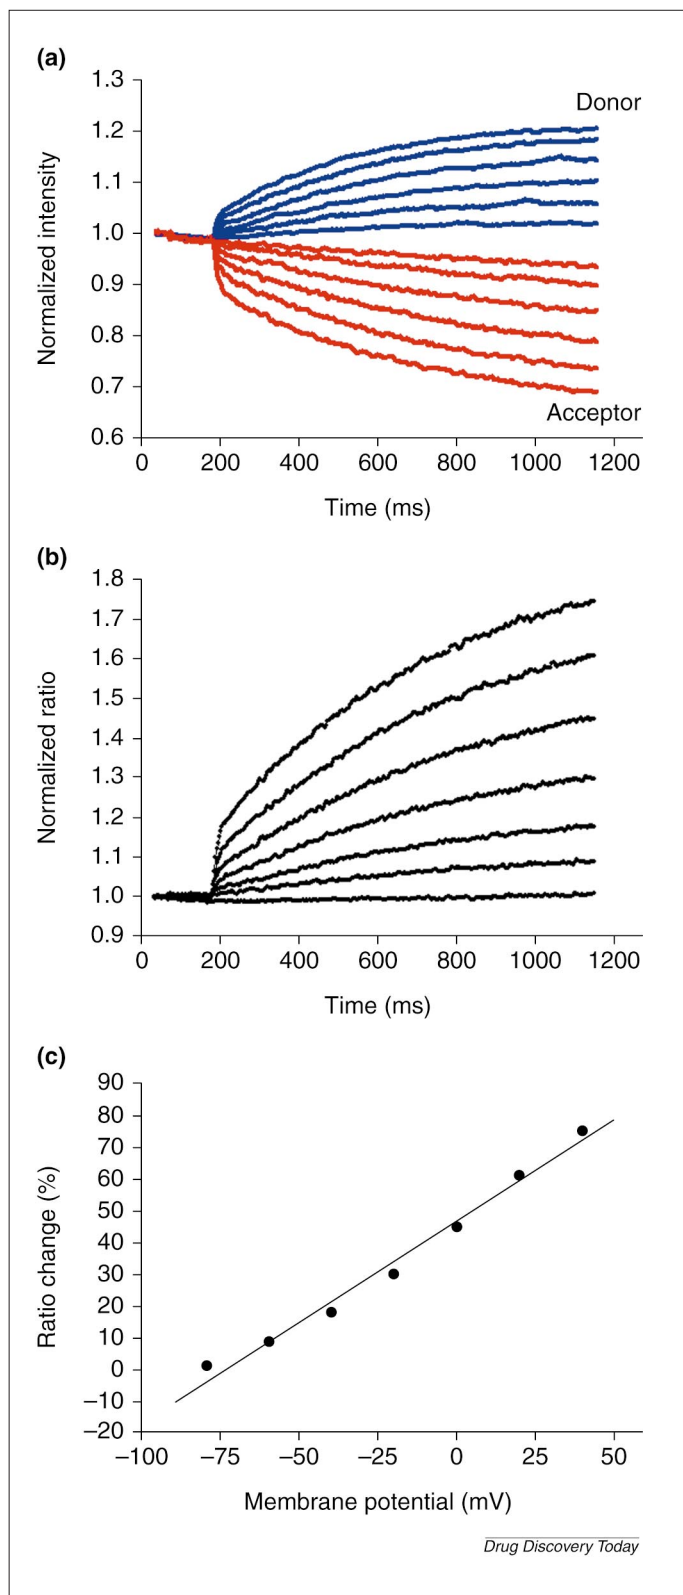 (a)
Normalized intensity
1.3
1.2
1.1
1.0
0.9
0.8
0.7
0.6
Donor
Acceptor
0 200 400 600 800 1000 1200
Time (ms)
(b)
Normalized ratio
1.8
1.7
1.6
1.5
1.4
1.3
1.2
1.1
1.0
0.9
0 200 400 600 800 1000 1200
Time (ms)
(c)
Ratio change (%)
90
80
70
60
50
40
30
20
10
0
–10
–20
–100 –75 –50 –25 0 25 50
Membrane potential (mV)
Drug Discovery Today